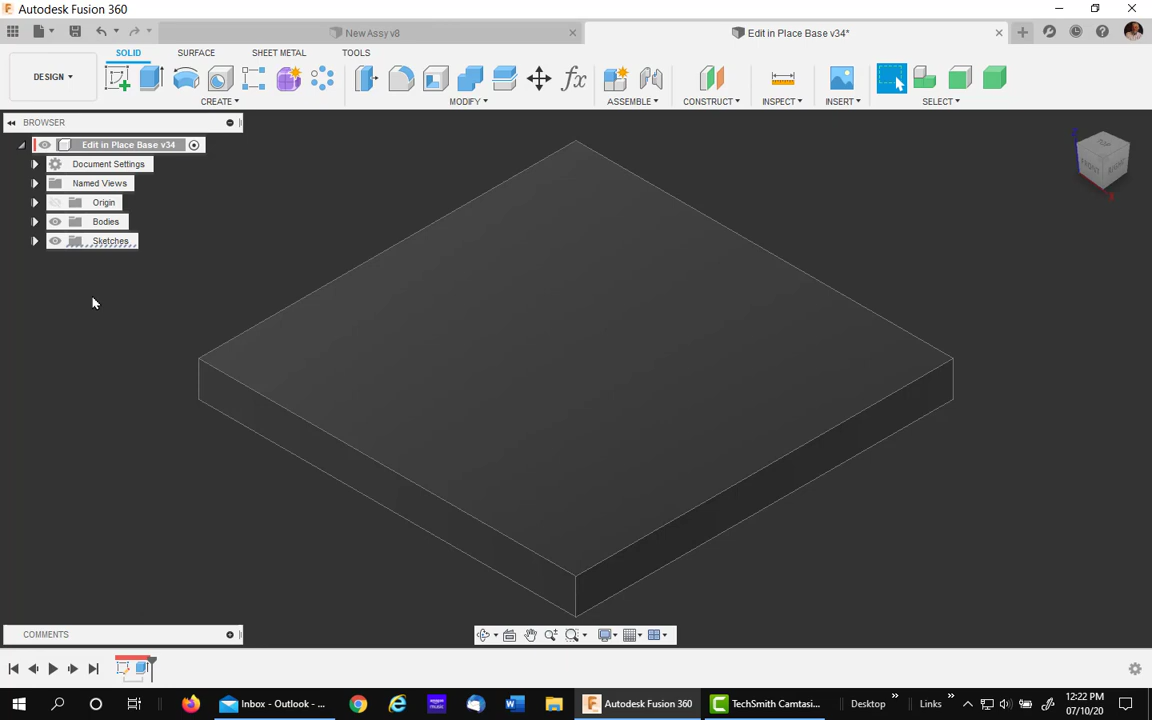 Autodesk Fusion 360
New Assy v8
Edit in Place Base v34*
SOLID
SURFACE
SHEET METAL
TOOLS
DESIGN
CREATE
MODIFY
ASSEMBLE
CONSTRUCT
INSPECT
INSERT
SELECT
BROWSER
Edit in Place Base v34
Document Settings
Named Views
Origin
Bodies
Sketches
TOP
FRONT
COMMENTS
Inbox - Outlook - ...
Autodesk Fusion 360
TechSmith Camtasi...
Desktop
Links
12:22 PM
07/10/20